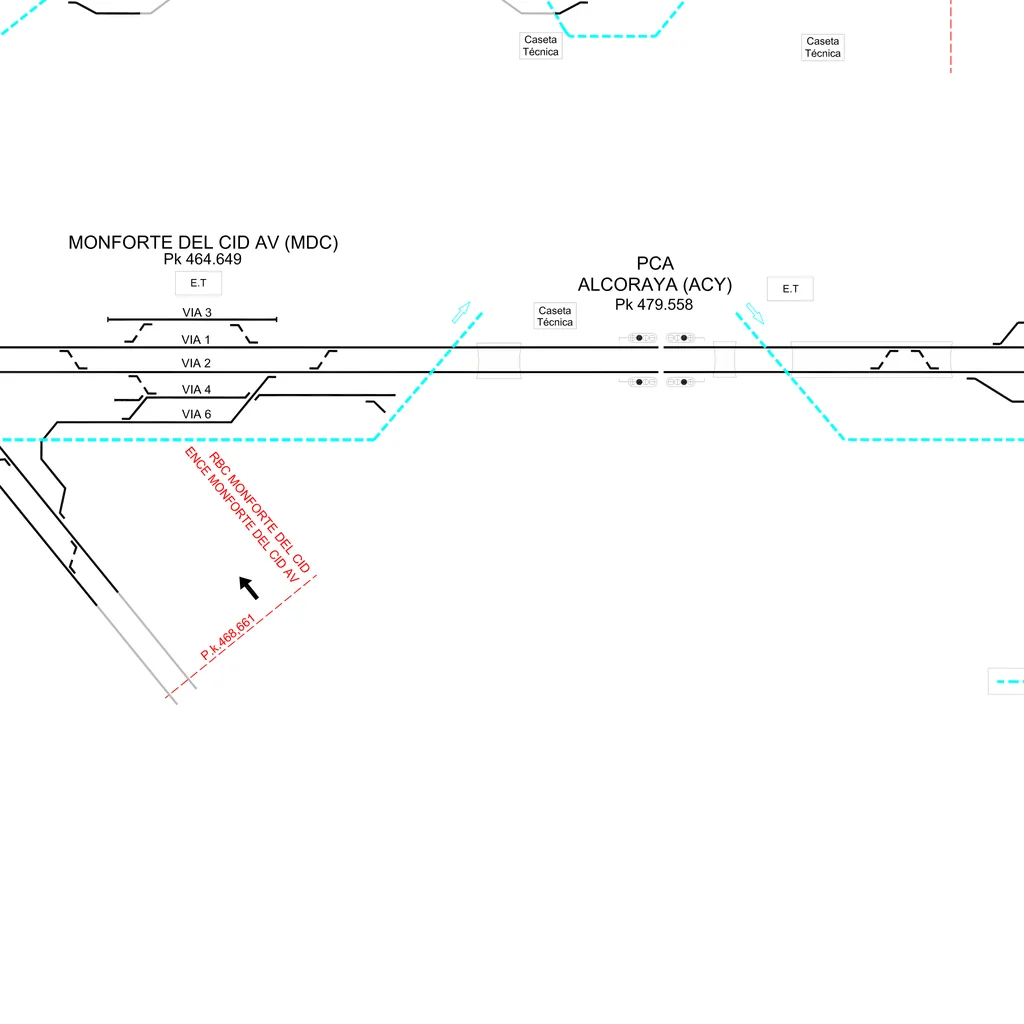 Caseta
Técnica
Caseta
Técnica
MONFORTE DEL CID AV (MDC)
Pk 464.649
E.T
VIA 3
VIA 1
VIA 2
VIA 4
VIA 6
PCA
ALCORAYA (ACY)
Pk 479.558
Caseta
Técnica
E.T
RBC MONFORTE DEL CID
ENCE MONFORTE DEL CID AV
P.k.468,661